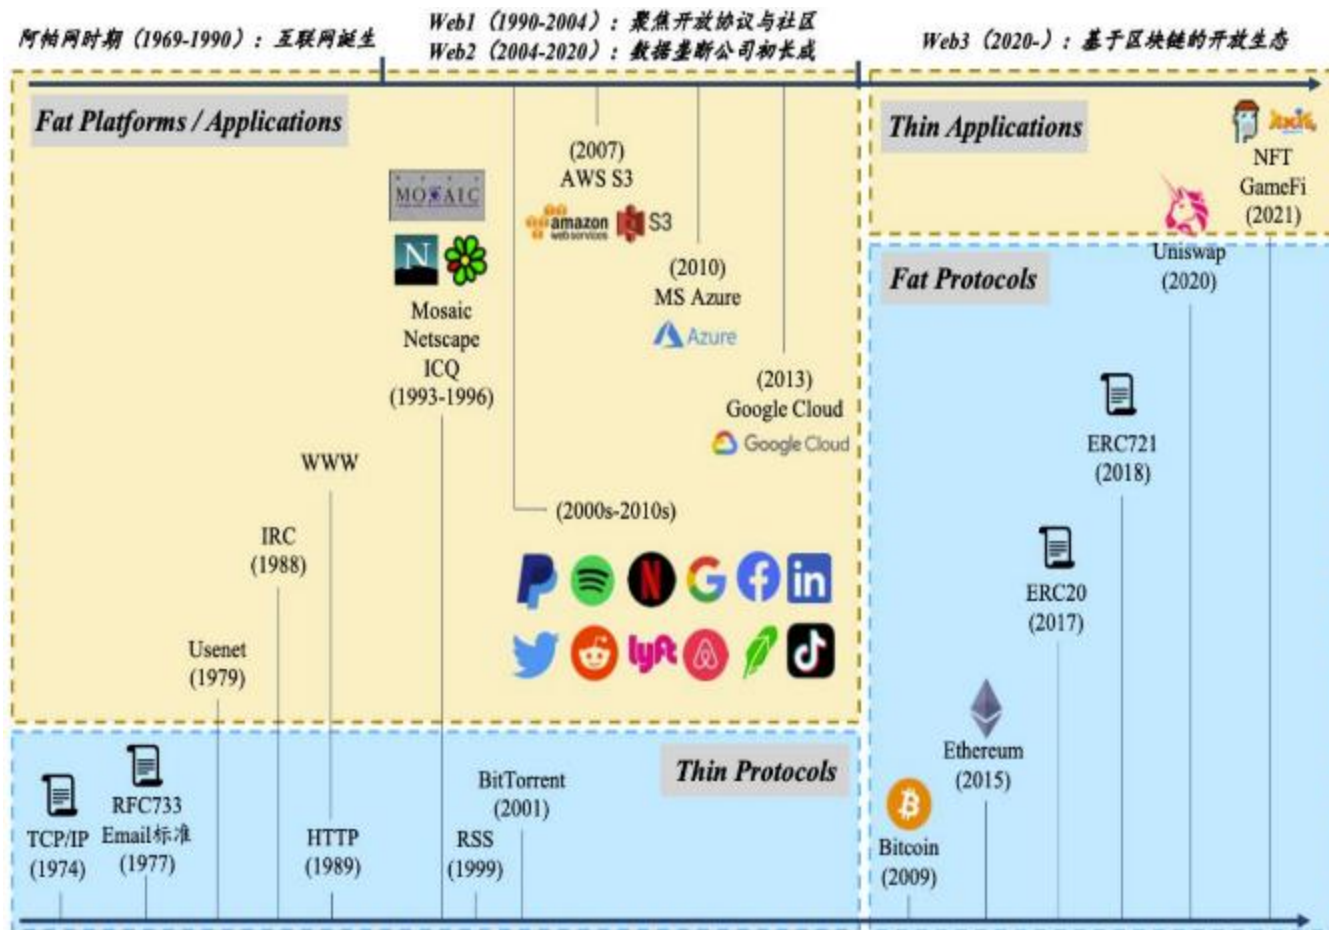 阿帕网时期（1969-1990）：互联网诞生
Web1（1990-2004）：聚焦开放协议与社区
Web2（2004-2020）：数据垄断公司初长成
Web3（2020-）：基于区块链的开放生态
Fat Platforms / Applications
MOSAIC
N
Mosaic
Netscape
ICQ
(1993-1996)
(2007)
AWS S3
amazon
webservices
S3
(2010)
MS Azure
Azure
(2013)
Google Cloud
Google Cloud
WWW
IRC
(1988)
Usenet
(1979)
(2000s-2010s)
N
G
f
in
lyft
Thin Applications
NFT
GameFi
(2021)
Uniswap
(2020)
Fat Protocols
ERC721
(2018)
ERC20
(2017)
Ethereum
(2015)
Bitcoin
(2009)
Thin Protocols
TCP/IP
(1974)
RFC733
Email标准
(1977)
HTTP
(1989)
RSS
(1999)
BitTorrent
(2001)